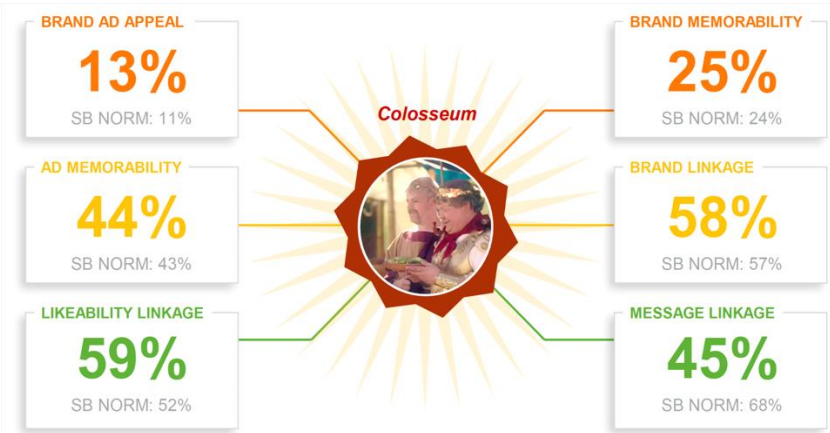 BRAND AD APPEAL
13%
SB NORM: 11%
AD MEMORABILITY
44%
SB NORM: 43%
LIKEABILITY LINKAGE
59%
SB NORM: 52%
Colosseum
BRAND MEMORABILITY
25%
SB NORM: 24%
BRAND LINKAGE
58%
SB NORM: 57%
MESSAGE LINKAGE
45%
SB NORM: 68%